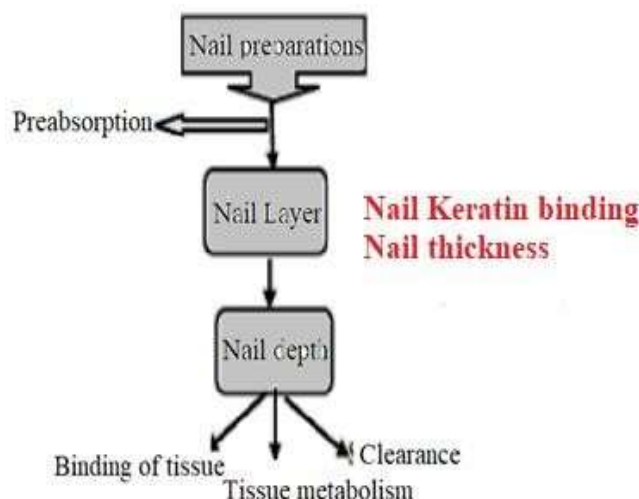 Nail preparations
Preabsorption
Nail Layer
Nail Keratin binding
Nail thickness
Nail depth
Binding of tissue
Clearance
Tissue metabolism